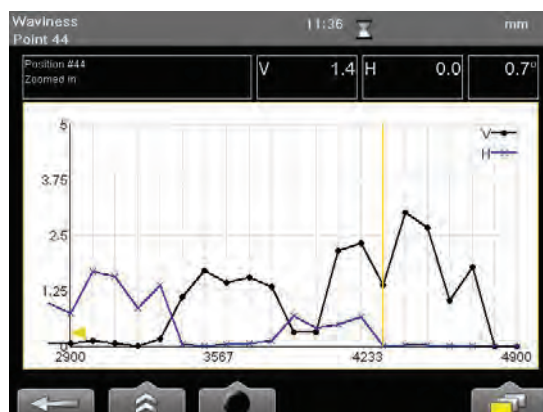 Waviness 11:36 mm
Point 44
Position #44
Zoomed in
V 1.4 H 0.0 0.7°
5
V
3.75
H
2.5
1.25
0
2900 3567 4233 4900